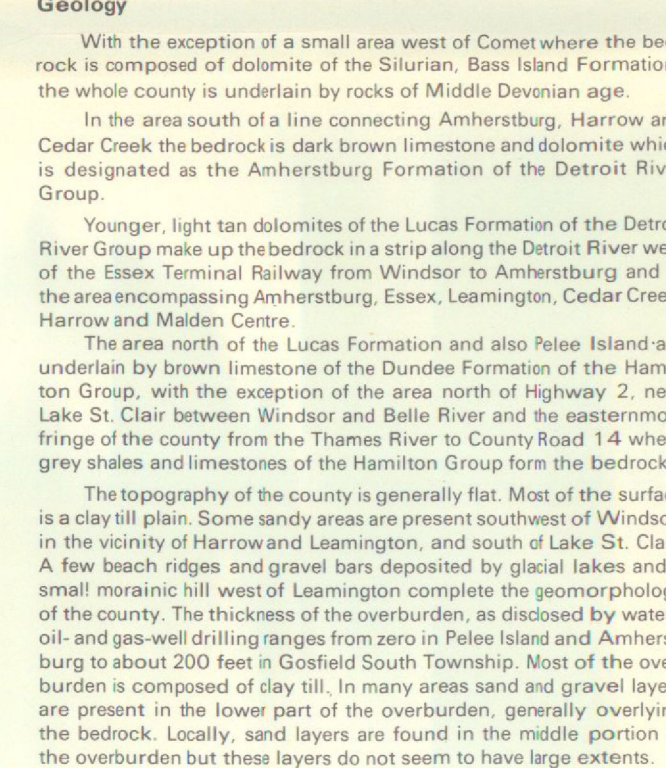 Geology
With the exception of a small area west of Comet where the be
rock is composed of dolomite of the Silurian, Bass Island Formatio
the whole county is underlain by rocks of Middle Devonian age.
In the area south of a line connecting Amherstburg, Harrow a
Cedar Creek the bedrock is dark brown limestone and dolomite whi
is designated as the Amherstburg Formation of the Detroit Riv
Group.
Younger, light tan dolomites of the Lucas Formation of the Detro
River Group make up the bedrock in a strip along the Detroit River we
of the Essex Terminal Railway from Windsor to Amherstburg and
the area encompassing Amherstburg, Essex, Leamington, Cedar Cree
Harrow and Malden Centre.
The area north of the Lucas Formation and also Pelee Island a
underlain by brown limestone of the Dundee Formation of the Ham
ton Group, with the exception of the area north of Highway 2, ne
Lake St. Clair between Windsor and Belle River and the easternmo
fringe of the county from the Thames River to County Road 14 whe
grey shales and limestones of the Hamilton Group form the bedrock
The topography of the county is generally flat. Most of the surfa
is a clay till plain. Some sandy areas are present southwest of Windso
in the vicinity of Harrow and Leamington, and south of Lake St. Cla
A few beach ridges and gravel bars deposited by glacial lakes and
small morainic hill west of Leamington complete the geomorpholog
of the county. The thickness of the overburden, as disclosed by wate
oil- and gas-well drilling ranges from zero in Pelee Island and Amhers
burg to about 200 feet in Gosfield South Township. Most of the ove
burden is composed of clay till. In many areas sand and gravel laye
are present in the lower part of the overburden, generally overlyin
the bedrock. Locally, sand layers are found in the middle portion
the overburden but these layers do not seem to have large extents.